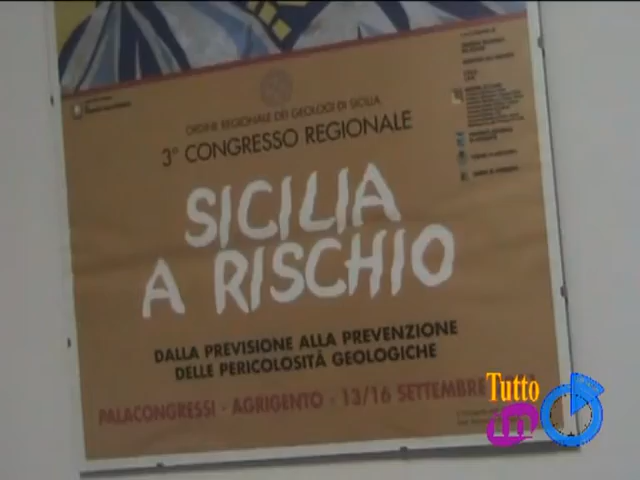 ORDINE REGIONALE DEI GEOLOGI DI SICILIA
3° CONGRESSO REGIONALE
SICILIA
A RISCHIO
DALLA PREVISIONE ALLA PREVENZIONE
DELLE PERICOLOSITÀ GEOLOGICHE
PALACONGRESSI - AGRIGENTO - 13/16 SETTEMBRE
Tutto
in